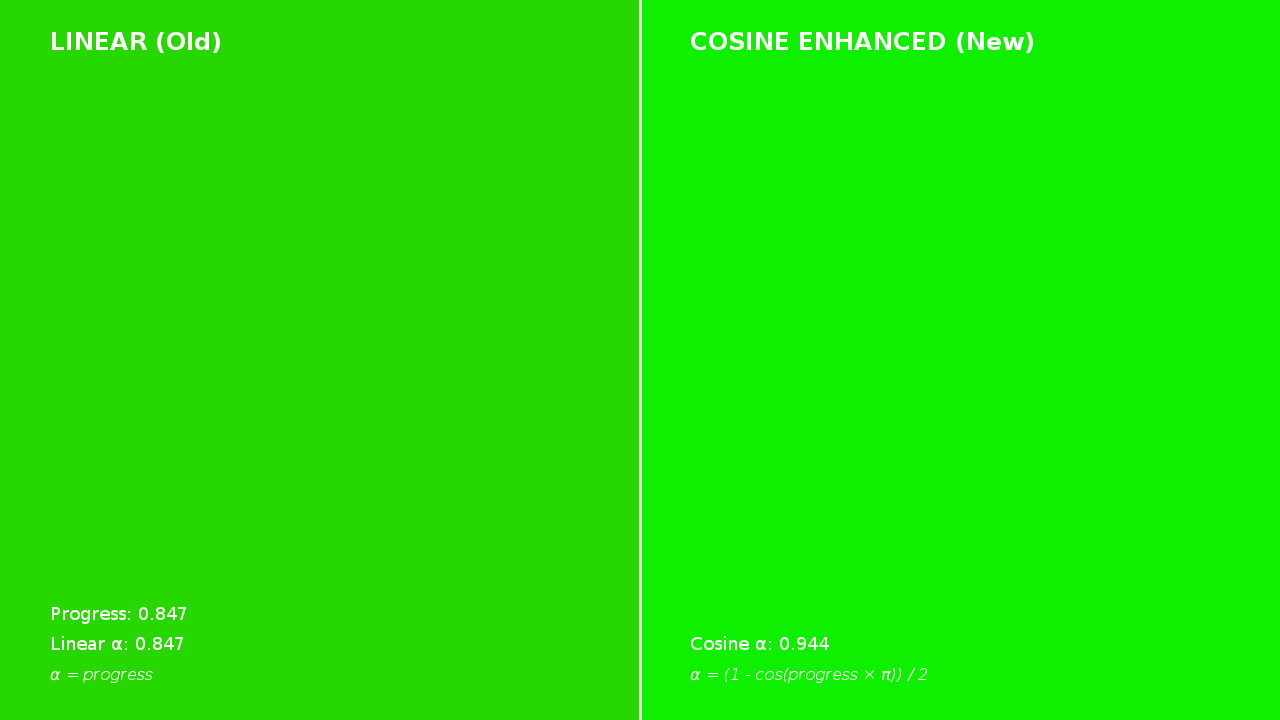 LINEAR (Old)
COSINE ENHANCED (New)
Progress: 0.847
Linear α: 0.847
α = progress
Cosine α: 0.944
α = (1 - cos(progress × π)) / 2